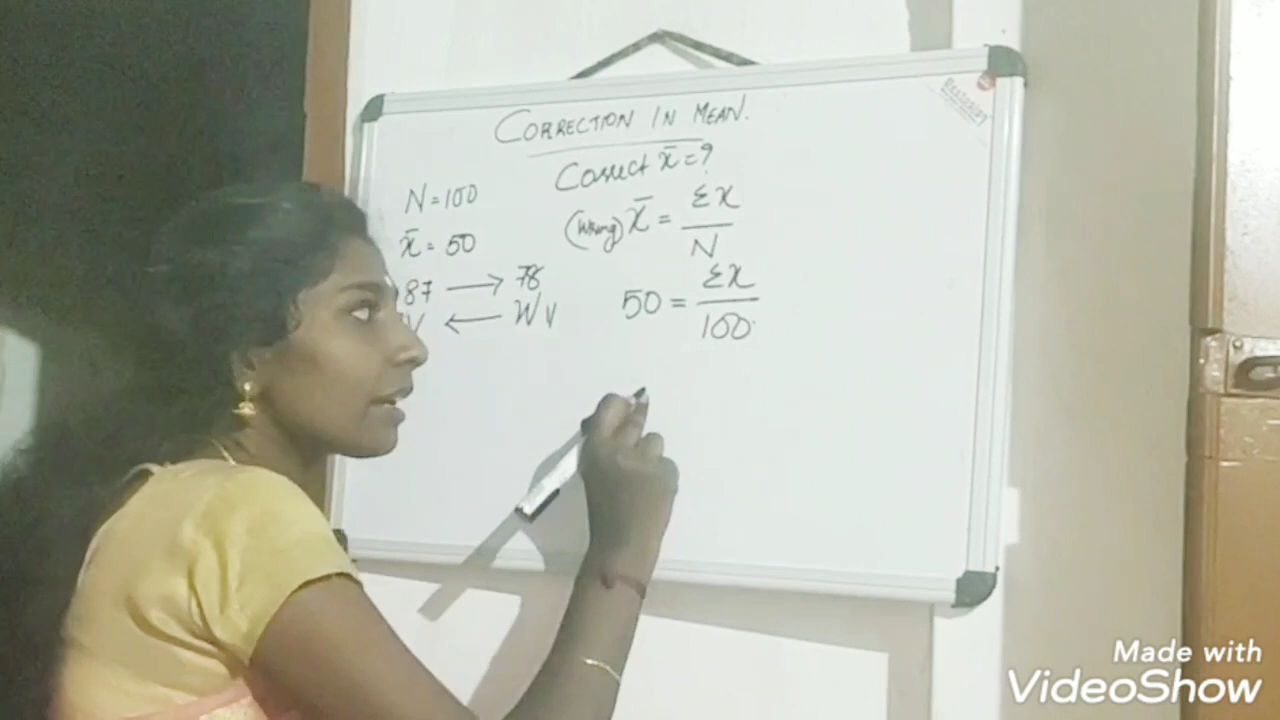 CORRECTION IN MEAN.
Correct x̄ = ?
N = 100
x̄ = 50
87 → 78
V ← WV
(Wrong) x̄ = Σx / N
50 = Σx / 100
Made with
VideoShow